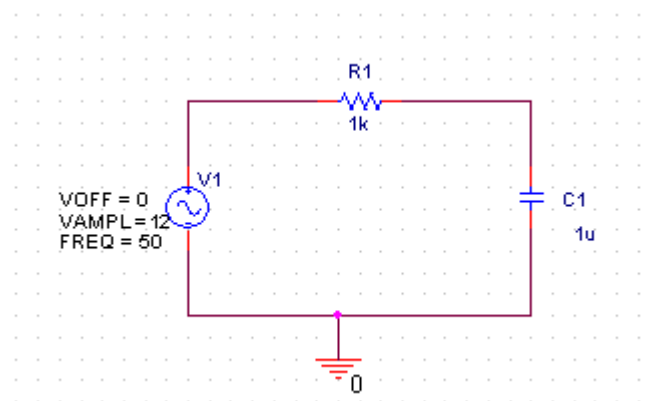 R1
1k
V1
VOFF = 0
VAMPL = 12
FREQ = 50
C1
1u
0